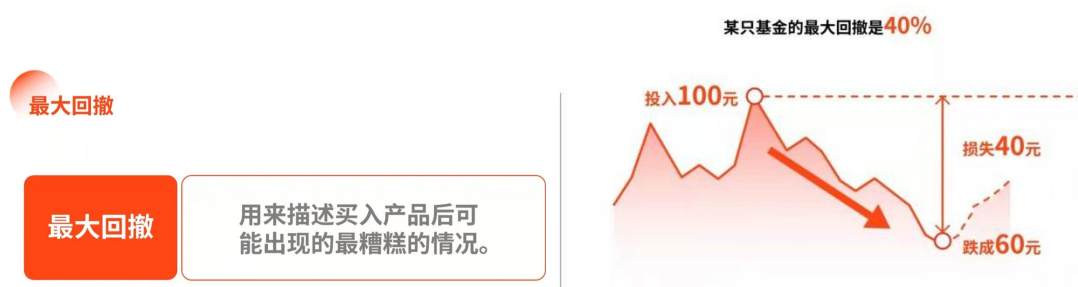 最大回撤
最大回撤
用来描述买入产品后可
能出现的最糟糕的情况。
某只基金的最大回撤是40%
投入100元
损失40元
跌成60元